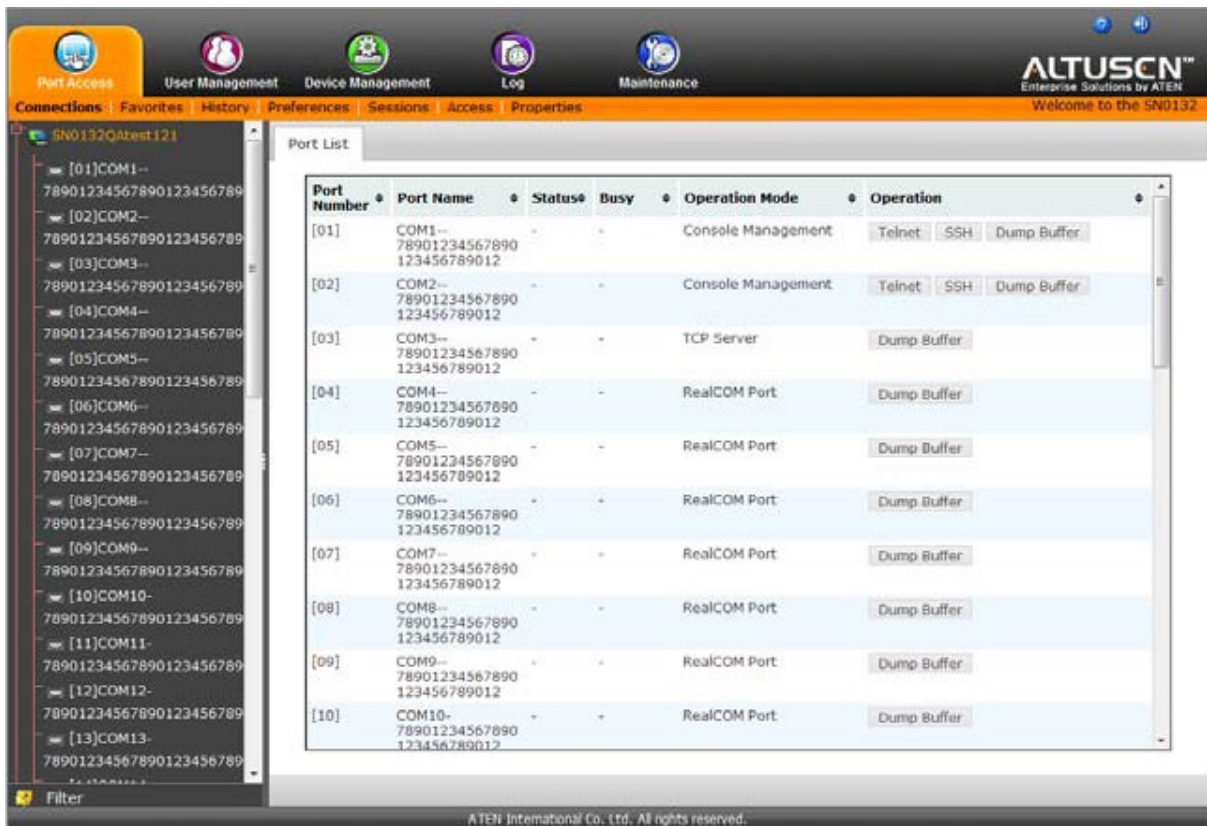 Port Access User Management Device Management Log Maintenance
ALTUSCN™
Enterprise Solutions by ATEN
Connections Favorites History Preferences Sessions Access Properties
Welcome to the SN0132
SN0132QAtest121
[01]COM1--
78901234567890123456789
[02]COM2--
78901234567890123456789
[03]COM3--
78901234567890123456789
[04]COM4--
78901234567890123456789
[05]COM5--
78901234567890123456789
[06]COM6--
78901234567890123456789
[07]COM7--
78901234567890123456789
[08]COM8--
78901234567890123456789
[09]COM9--
78901234567890123456789
[10]COM10-
78901234567890123456789
[11]COM11-
78901234567890123456789
[12]COM12-
78901234567890123456789
[13]COM13-
78901234567890123456789
Filter
Port List
Port Number Port Name Status Busy Operation Mode Operation
[01] COM1-- - - Console Management Telnet SSH Dump Buffer
78901234567890
123456789012
[02] COM2-- - - Console Management Telnet SSH Dump Buffer
78901234567890
123456789012
[03] COM3-- - - TCP Server Dump Buffer
78901234567890
123456789012
[04] COM4-- - - RealCOM Port Dump Buffer
78901234567890
123456789012
[05] COM5-- - - RealCOM Port Dump Buffer
78901234567890
123456789012
[06] COM6-- - - RealCOM Port Dump Buffer
78901234567890
123456789012
[07] COM7-- - - RealCOM Port Dump Buffer
78901234567890
123456789012
[08] COM8-- - - RealCOM Port Dump Buffer
78901234567890
123456789012
[09] COM9-- - - RealCOM Port Dump Buffer
78901234567890
123456789012
[10] COM10- - - RealCOM Port Dump Buffer
78901234567890
123456789012
ATEN International Co. Ltd. All rights reserved.